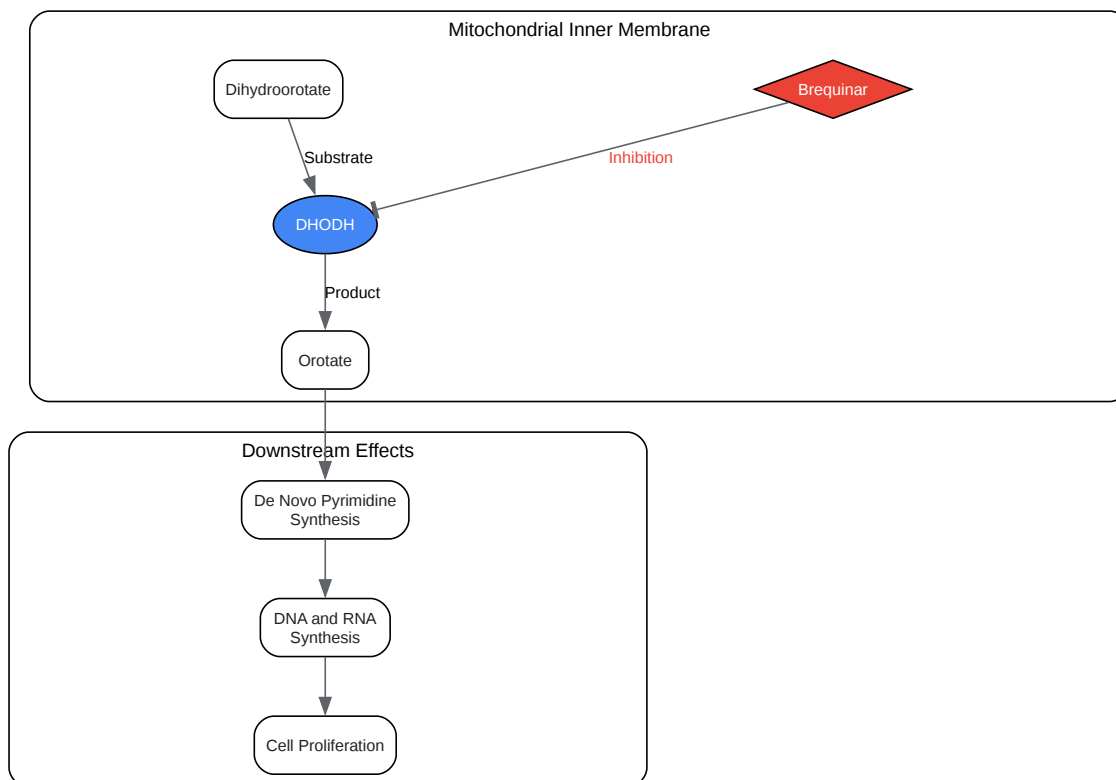 Mitochondrial Inner Membrane
Dihydroorotate
Brequinar
Substrate
Inhibition
DHODH
Product
Orotate
Downstream Effects
De Novo Pyrimidine
Synthesis
DNA and RNA
Synthesis
Cell Proliferation